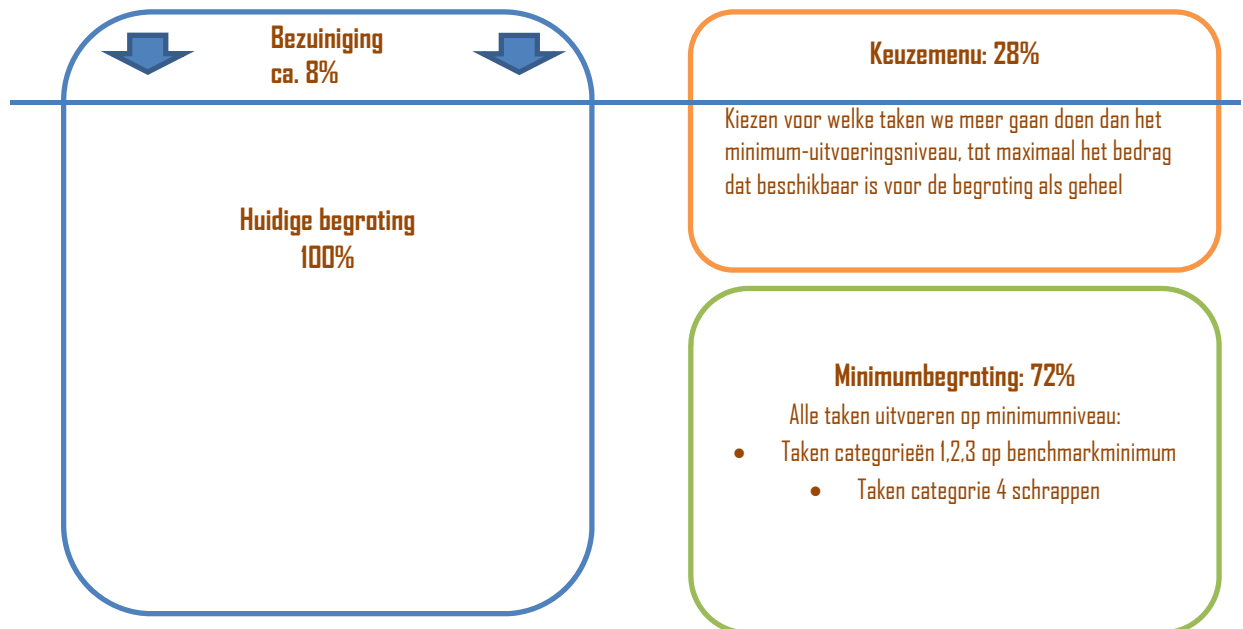 Bezuiniging
ca. 8%
Huidige begroting
100%
Keuzemenu: 28%
Kiezen voor welke taken we meer gaan doen dan het
minimum-uitvoeringsniveau, tot maximaal het bedrag
dat beschikbaar is voor de begroting als geheel
Minimumbegroting: 72%
Alle taken uitvoeren op minimumniveau:
• Taken categorieën 1,2,3 op benchmarkminimum
• Taken categorie 4 schrappen